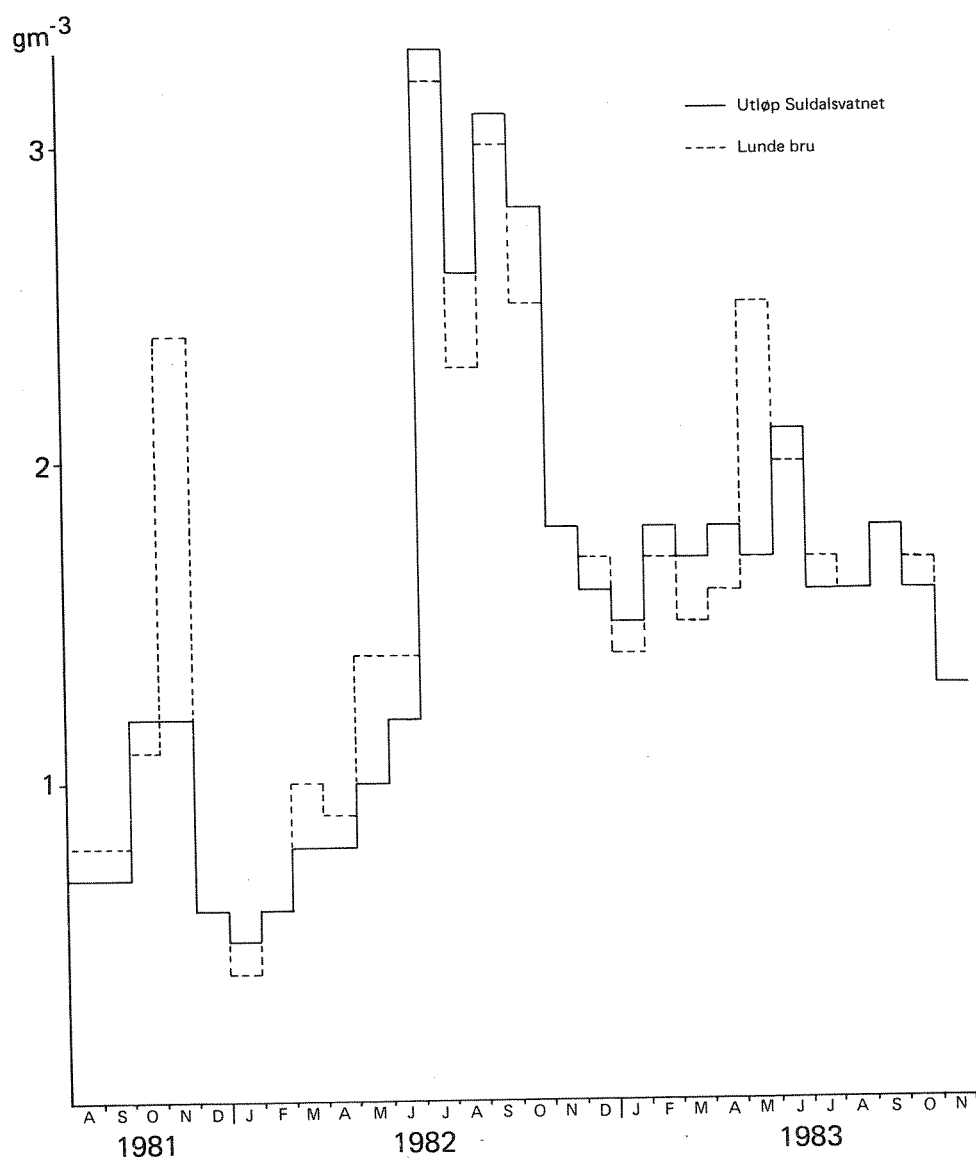 gm-3
Utløp Suldalsvatnet
3
Lunde bru
2
1
A S O N D J F M A M J J A S O N D J F M A M J J A S O N
1981 1982 1983